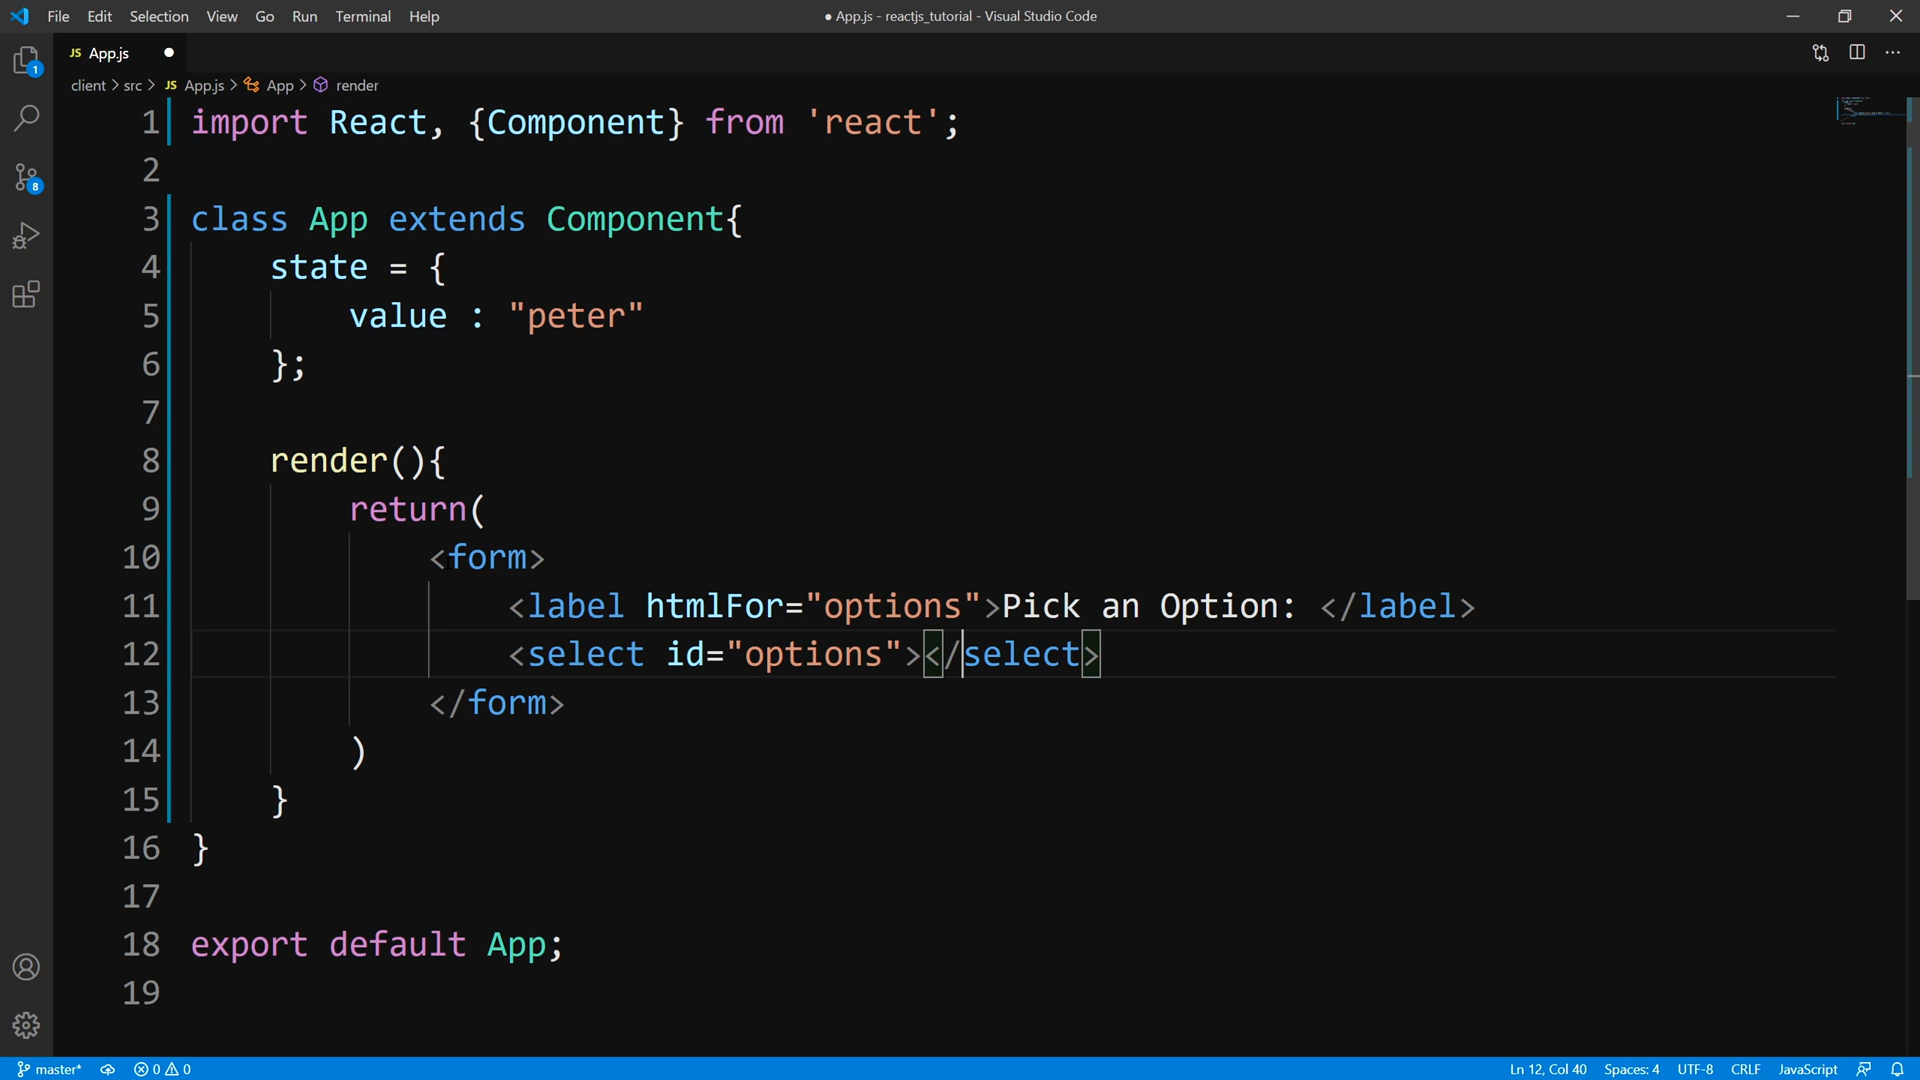 File Edit Selection View Go Run Terminal Help
● App.js - reactjs_tutorial - Visual Studio Code
JS App.js ●
client > src > JS App.js > App > render
1 import React, {Component} from 'react';
2
3 class App extends Component{
4 state = {
5 value : "peter"
6 };
7
8 render(){
9 return(
10 <form>
11 <label htmlFor="options">Pick an Option: </label>
12 <select id="options"></select>
13 </form>
14 )
15 }
16 }
17
18 export default App;
19
1
8
master* 0 0 Ln 12, Col 40 Spaces: 4 UTF-8 CRLF JavaScript